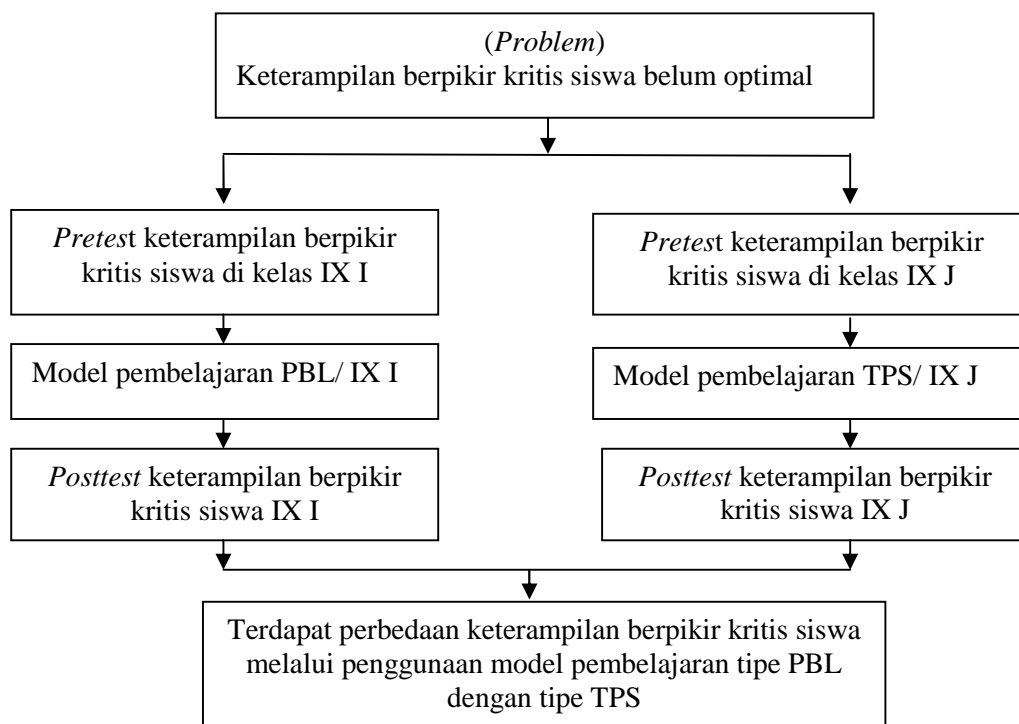 (Problem)
Keterampilan berpikir kritis siswa belum optimal
Pretest keterampilan berpikir
kritis siswa di kelas IX I
Pretest keterampilan berpikir
kritis siswa di kelas IX J
Model pembelajaran PBL/ IX I
Model pembelajaran TPS/ IX J
Posttest keterampilan berpikir
kritis siswa IX I
Posttest keterampilan berpikir
kritis siswa IX J
Terdapat perbedaan keterampilan berpikir kritis siswa
melalui penggunaan model pembelajaran tipe PBL
dengan tipe TPS